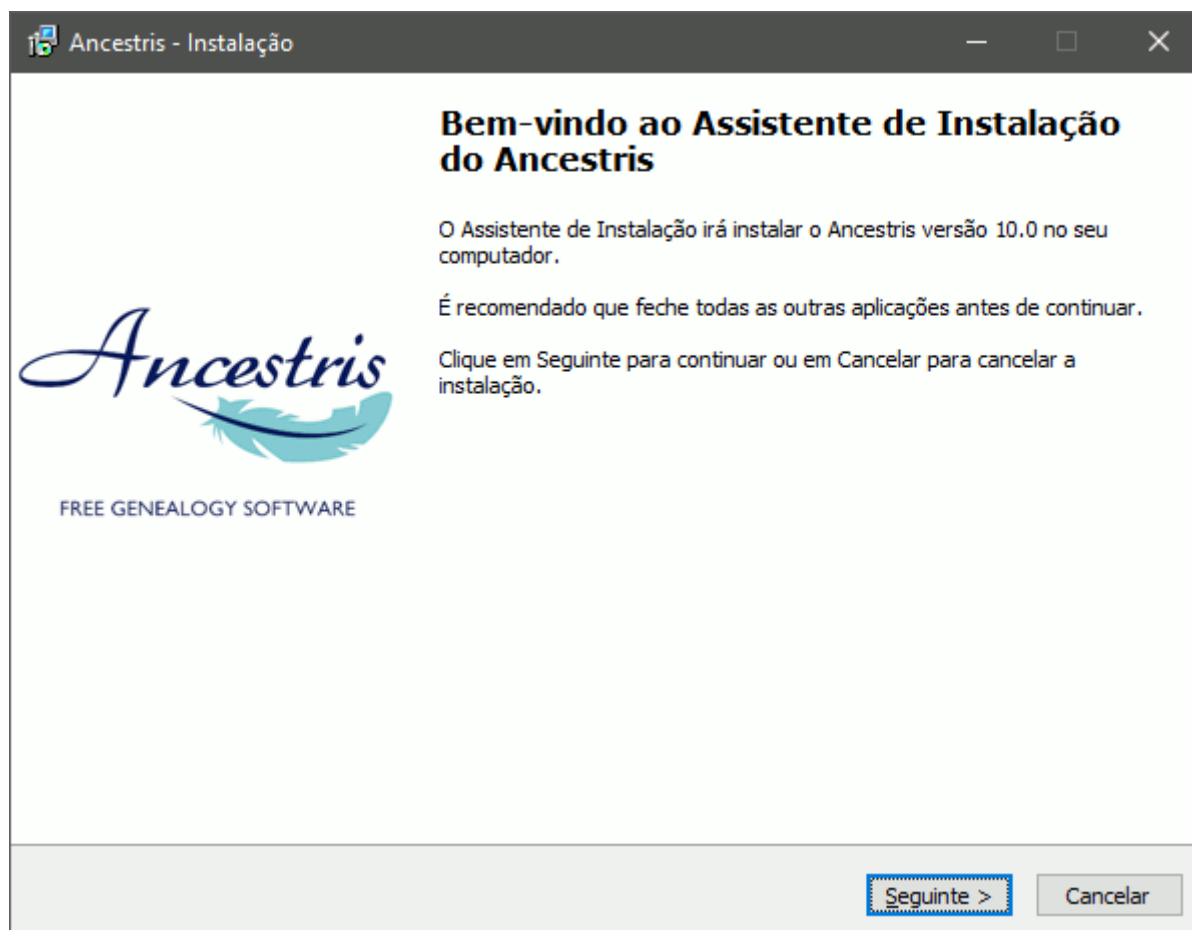 Ancestris - Instalação
Bem-vindo ao Assistente de Instalação
do Ancestris
O Assistente de Instalação irá instalar o Ancestris versão 10.0 no seu
computador.
É recomendado que feche todas as outras aplicações antes de continuar.
Clique em Seguinte para continuar ou em Cancelar para cancelar a
instalação.
Ancestris
FREE GENEALOGY SOFTWARE
Seguinte >
Cancelar